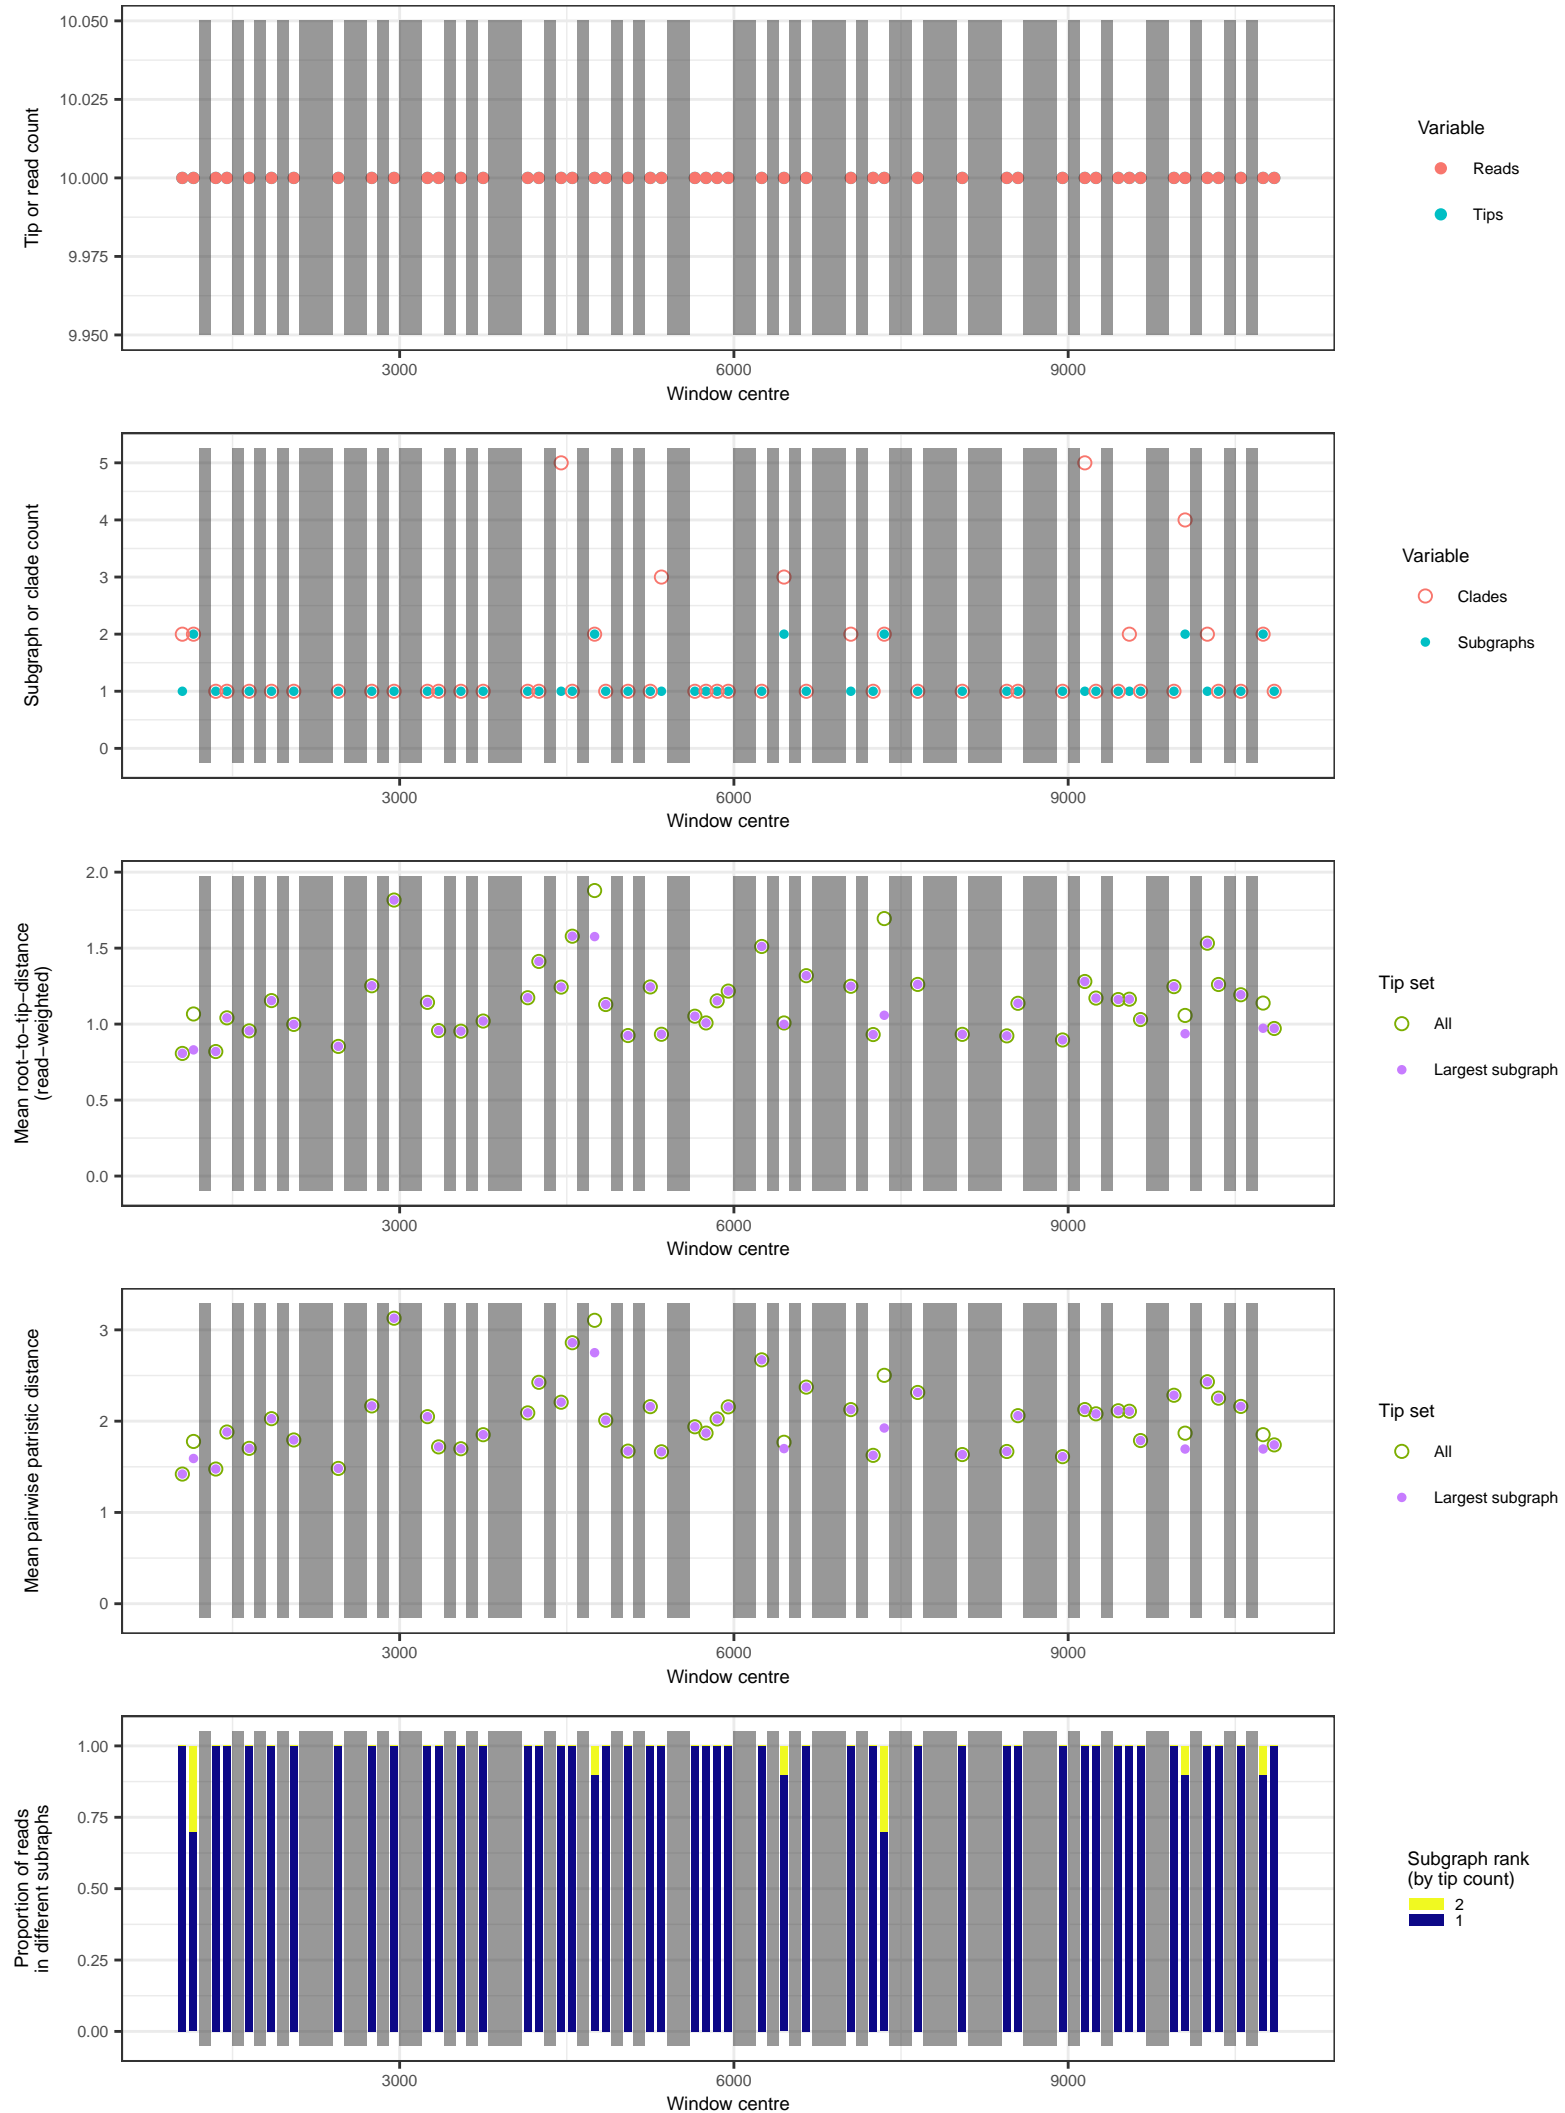 10.050
10.025
10.000
9.975
9.950
Tip or read count
3000
6000
9000
Window centre
Variable
Reads
Tips
5
4
3
2
1
0
Subgraph or clade count
3000
6000
9000
Window centre
Variable
Clades
Subgraphs
2.0
1.5
1.0
0.5
0.0
Mean root−to−tip−distance
(read−weighted)
3000
6000
9000
Window centre
Tip set
All
Largest subgraph
3
2
1
0
Mean pairwise patristic distance
3000
6000
9000
Window centre
Tip set
All
Largest subgraph
1.00
0.75
0.50
0.25
0.00
Proportion of reads
in different subraphs
3000
6000
9000
Window centre
Subgraph rank
(by tip count)
2
1